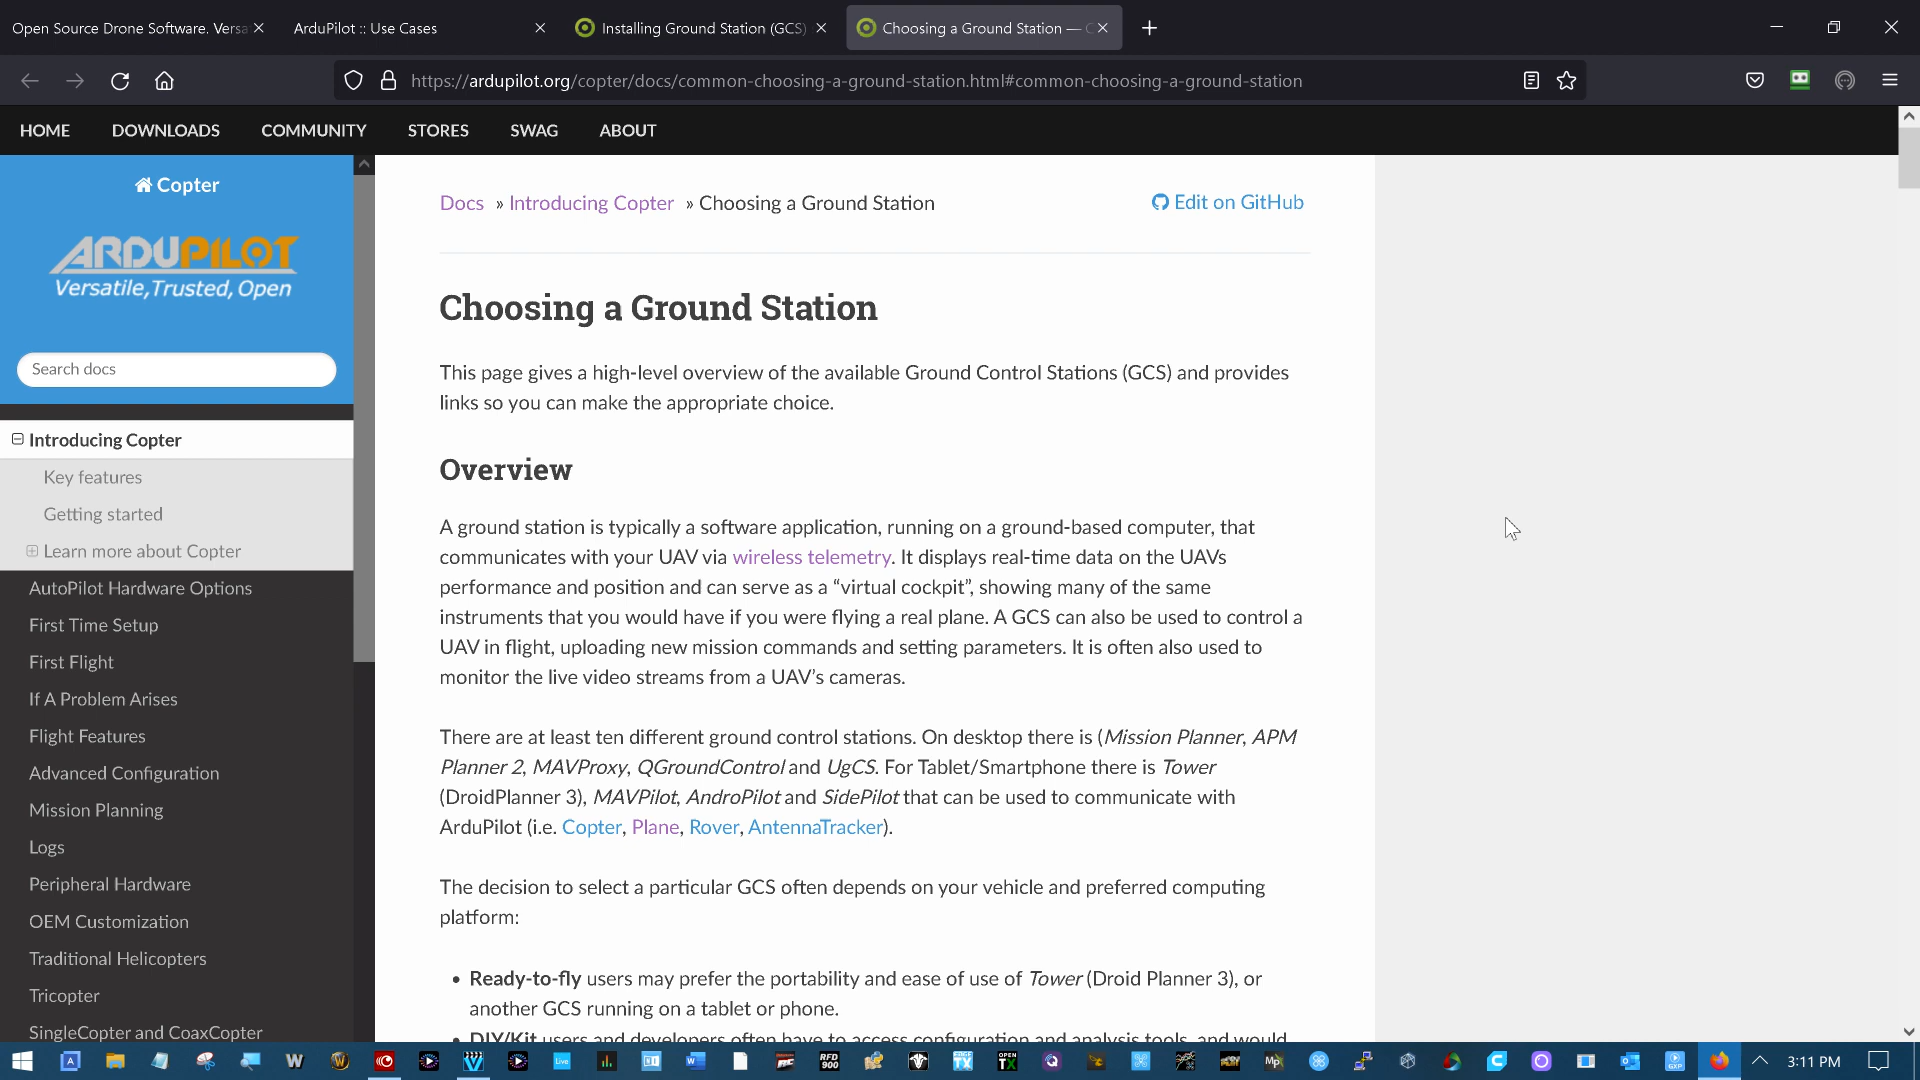 Open Source Drone Software. Versa
ArduPilot :: Use Cases
Installing Ground Station (GCS)
Choosing a Ground Station — C
https://ardupilot.org/copter/docs/common-choosing-a-ground-station.html#common-choosing-a-ground-station
HOME DOWNLOADS COMMUNITY STORES SWAG ABOUT
Copter
ARDUPILOT
Versatile, Trusted, Open
Search docs
Introducing Copter
Key features
Getting started
Learn more about Copter
AutoPilot Hardware Options
First Time Setup
First Flight
If A Problem Arises
Flight Features
Advanced Configuration
Mission Planning
Logs
Peripheral Hardware
OEM Customization
Traditional Helicopters
Tricopter
SingleCopter and CoaxCopter
Docs » Introducing Copter » Choosing a Ground Station
Edit on GitHub
Choosing a Ground Station
This page gives a high-level overview of the available Ground Control Stations (GCS) and provides
links so you can make the appropriate choice.
Overview
A ground station is typically a software application, running on a ground-based computer, that
communicates with your UAV via wireless telemetry. It displays real-time data on the UAVs
performance and position and can serve as a “virtual cockpit”, showing many of the same
instruments that you would have if you were flying a real plane. A GCS can also be used to control a
UAV in flight, uploading new mission commands and setting parameters. It is often also used to
monitor the live video streams from a UAV’s cameras.
There are at least ten different ground control stations. On desktop there is (Mission Planner, APM
Planner 2, MAVProxy, QGroundControl and UgCS. For Tablet/Smartphone there is Tower
(DroidPlanner 3), MAVPilot, AndroPilot and SidePilot that can be used to communicate with
ArduPilot (i.e. Copter, Plane, Rover, AntennaTracker).
The decision to select a particular GCS often depends on your vehicle and preferred computing
platform:
• Ready-to-fly users may prefer the portability and ease of use of Tower (Droid Planner 3), or
another GCS running on a tablet or phone.
• DIY/Kit users and developers often have to access configuration and analysis tools, and would
3:11 PM